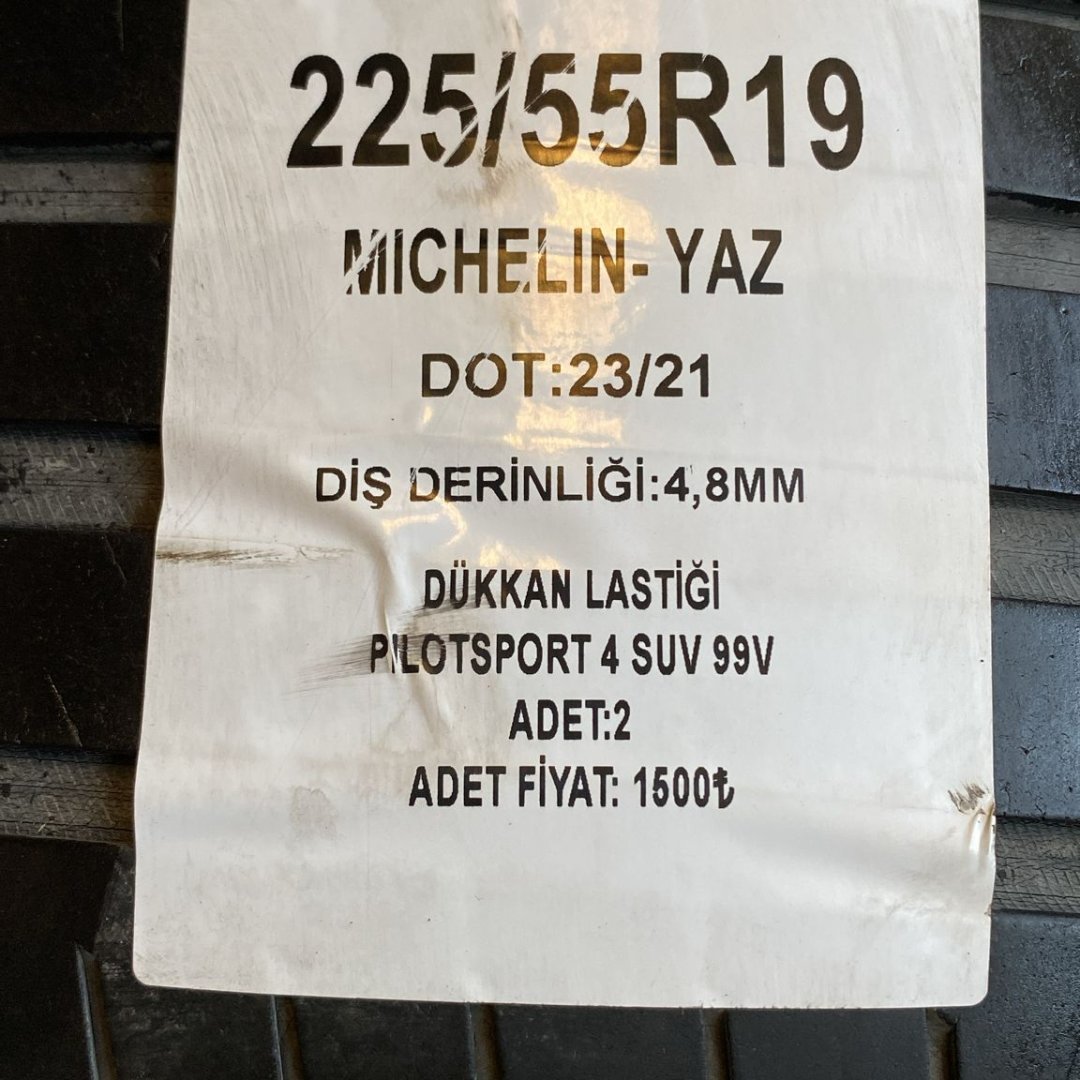 225/55R19
MICHELIN- YAZ
DOT:23/21
DİŞ DERİNLİĞİ:4,8MM
DÜKKAN LASTİĞİ
PILOTSPORT 4 SUV 99V
ADET:2
ADET FİYAT: 1500₺